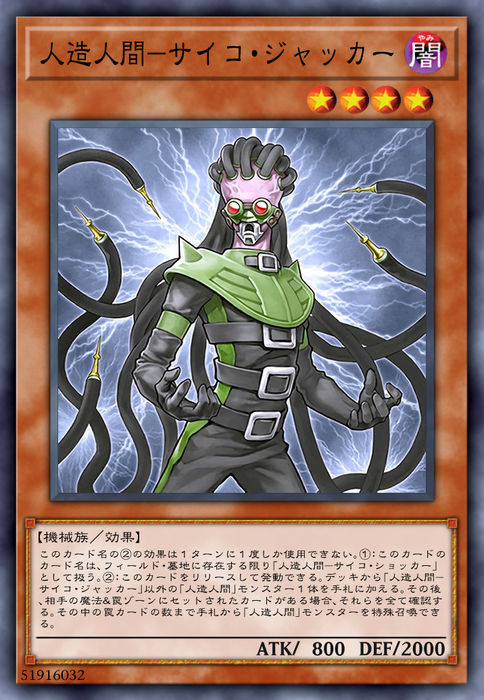 人造人間－サイコ・ジャッカー
やみ
闇
【機械族／効果】
このカード名の②の効果は１ターンに１度しか使用できない。①：このカードの
カード名は、フィールド・墓地に存在する限り「人造人間－サイコ・ショッカー」
として扱う。②：このカードをリリースして発動できる。デッキから「人造人間－
サイコ・ジャッカー」以外の「人造人間」モンスター１体を手札に加える。その後
、相手の魔法&罠ゾーンにセットされたカードがある場合、それらを全て確認す
る。その中の罠カードの数まで手札から「人造人間」モンスターを特殊召喚でき
る。
ATK/ 800 DEF/2000
51916032